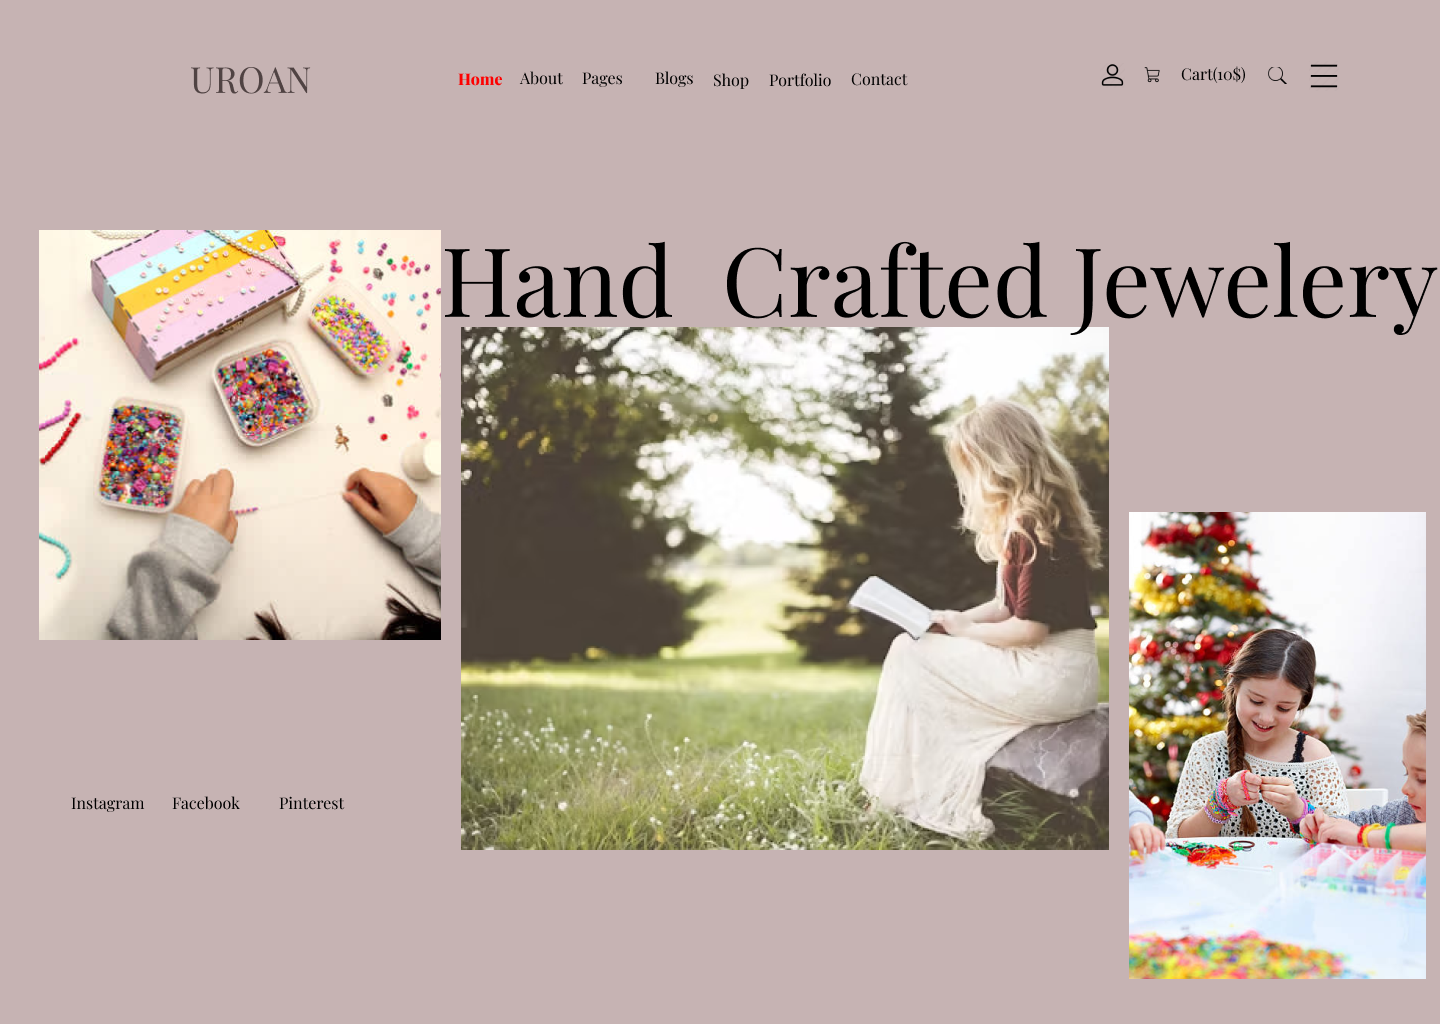 UROAN
Home About Pages Blogs Shop Portfolio Contact
Cart(10$)
Hand Crafted Jewelery
Instagram Facebook Pinterest